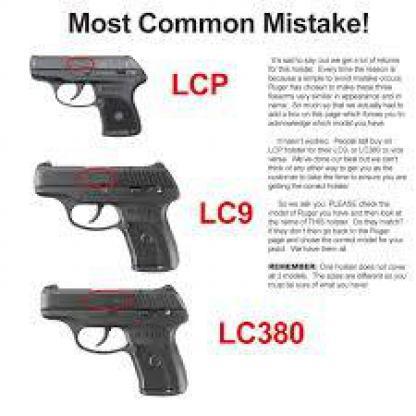 Most Common Mistake!
It's sad to say, but we get a lot of returns
for this holster. Every time the reason is
because a simple to avoid mistake occurs.
Ruger has chosen to make these three
firearms very similar in appearance and in
name. So much so that we actually had to
add a box on this page which forces you to
acknowledge which model you have.
LCP
It hasn't worked. People still buy an
LCP holster for their LC9, or LC380 or vice
versa. We've done our best but we can't
think of any other way to get you as the
customer to take the time to ensure you are
getting the correct holster.
LC9
So we ask you, PLEASE check the
model of Ruger you have and then look at
the name of THIS holster. Do they match?
If they don't then go back to the Ruger
page and chose the correct model for your
pistol. We have them all.
REMEMBER: One holster does not cover
all 3 models. The sizes are different so you
must be sure of what you have!
LC380